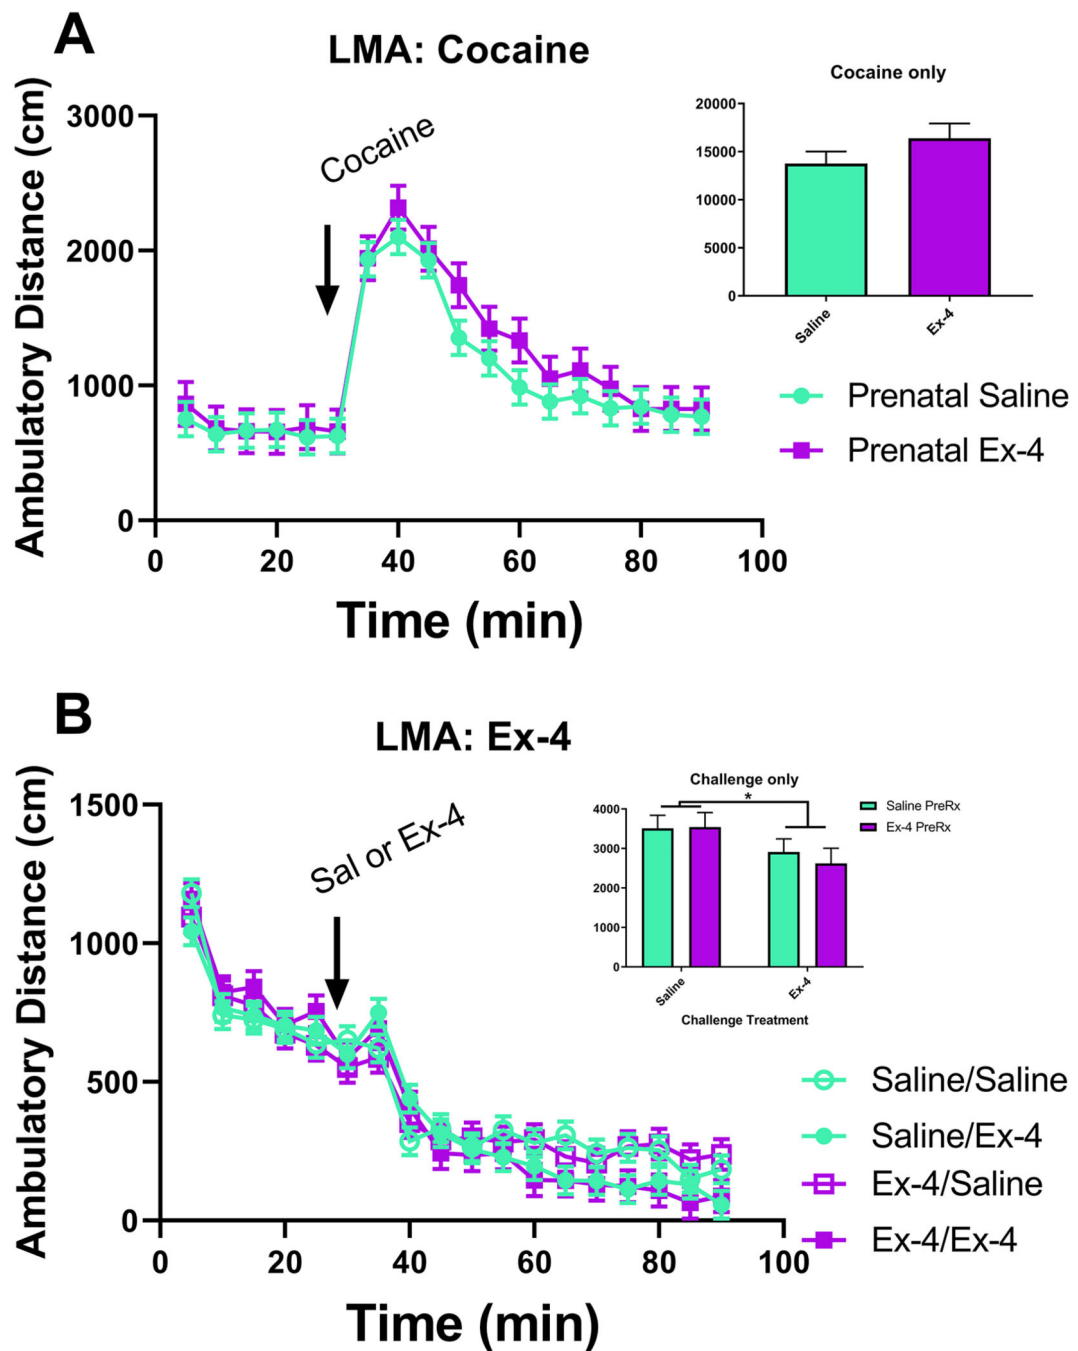 A
LMA: Cocaine
Ambulatory Distance (cm)
3000
2000
1000
0
Cocaine
0 20 40 60 80 100
Time (min)
Cocaine only
20000
15000
10000
5000
0
Saline
Ex-4
Prenatal Saline
Prenatal Ex-4
B
LMA: Ex-4
Ambulatory Distance (cm)
1500
1000
500
0
Sal or Ex-4
0 20 40 60 80 100
Time (min)
Challenge only
*
4000
3000
2000
1000
0
Saline
Ex-4
Challenge Treatment
Saline PreRx
Ex-4 PreRx
Saline/Saline
Saline/Ex-4
Ex-4/Saline
Ex-4/Ex-4